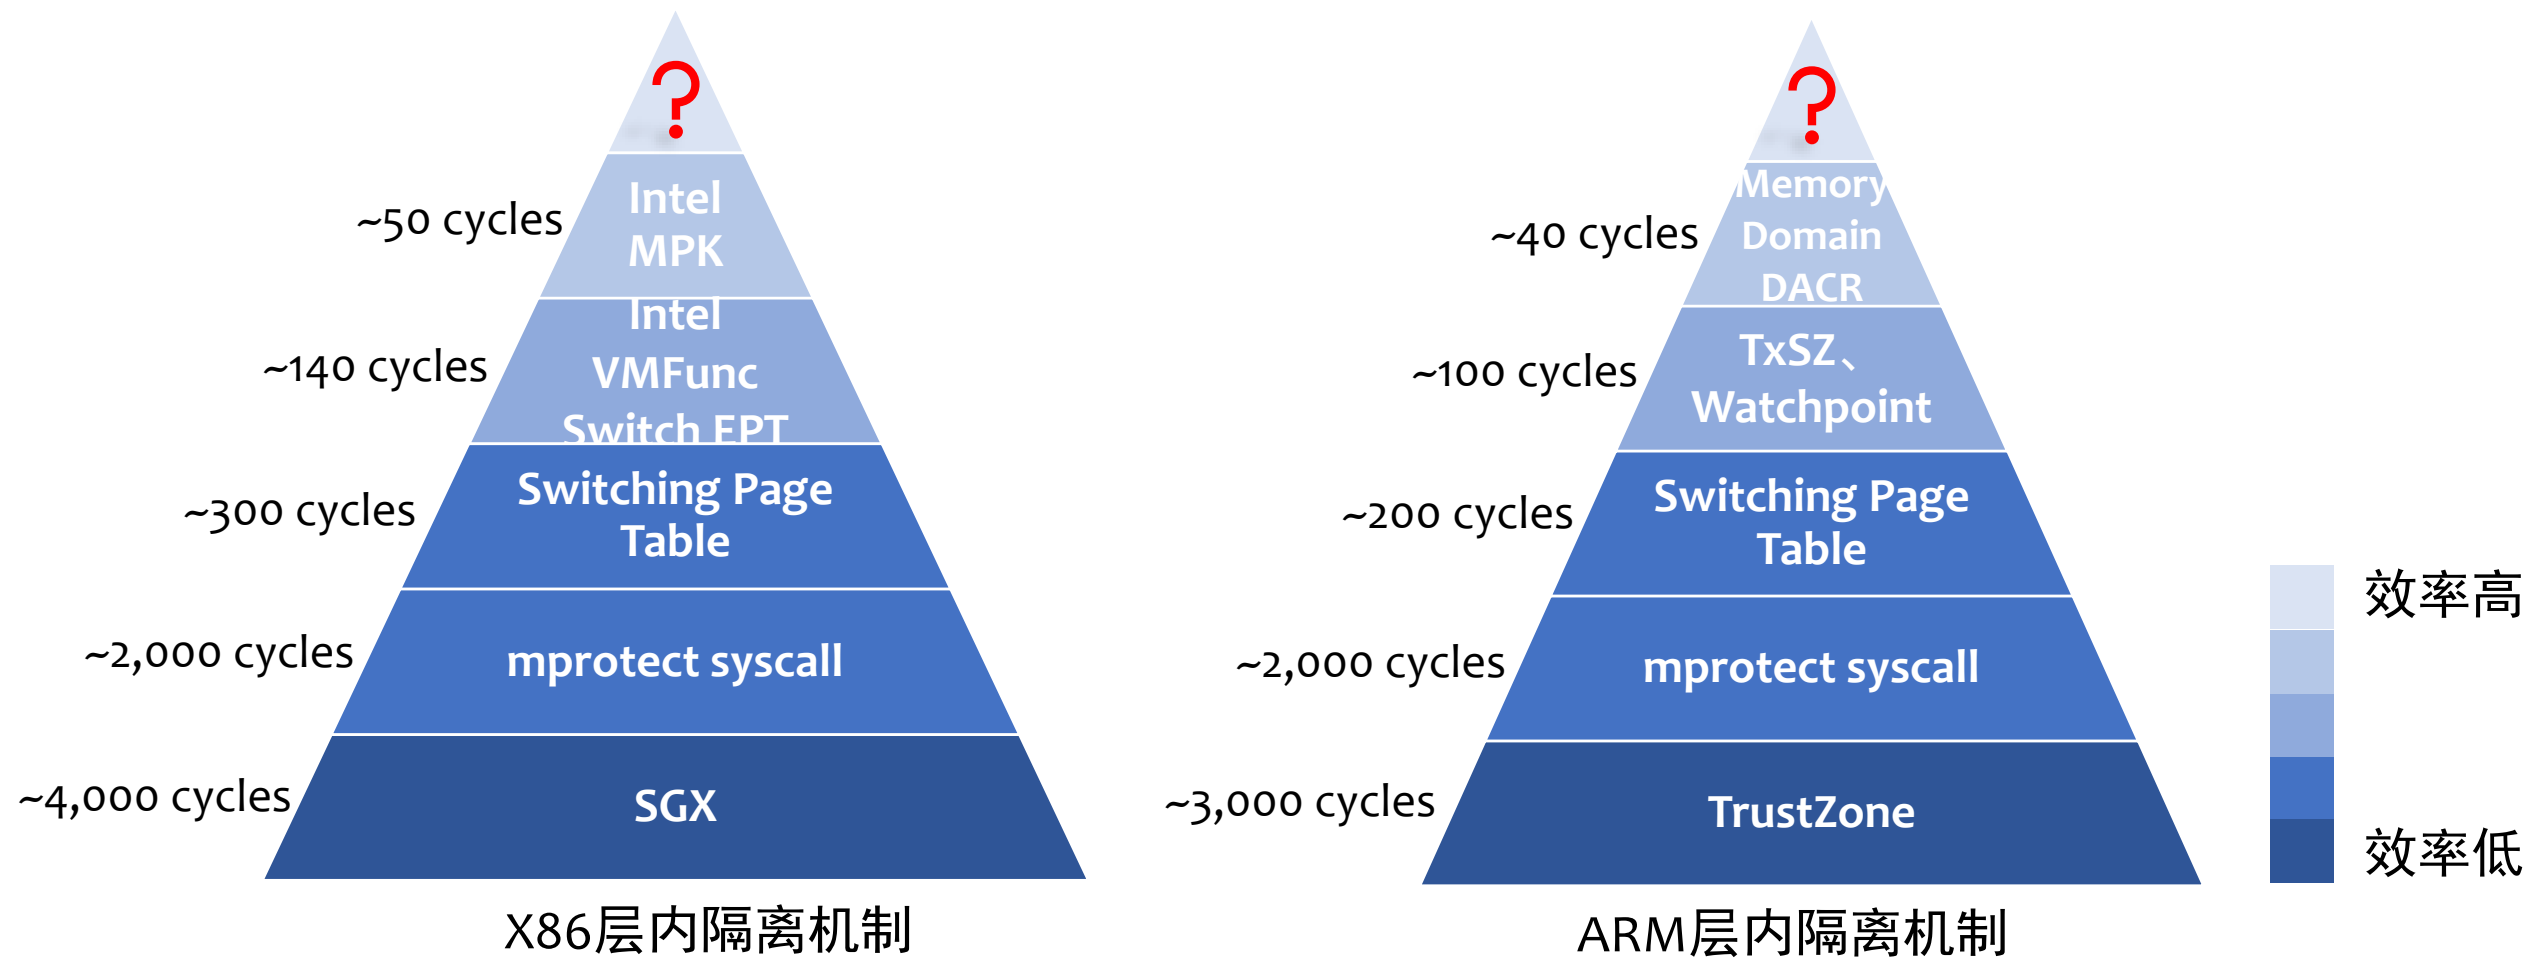 ?
Intel
MPK
~50 cycles
Intel
VMFunc
Switch EPT
~140 cycles
Switching Page
Table
~300 cycles
mprotect syscall
~2,000 cycles
SGX
~4,000 cycles
X86层内隔离机制
?
Memory
Domain
DACR
~40 cycles
TxSZ、
Watchpoint
~100 cycles
Switching Page
Table
~200 cycles
mprotect syscall
~2,000 cycles
TrustZone
~3,000 cycles
ARM层内隔离机制
效率高
效率低